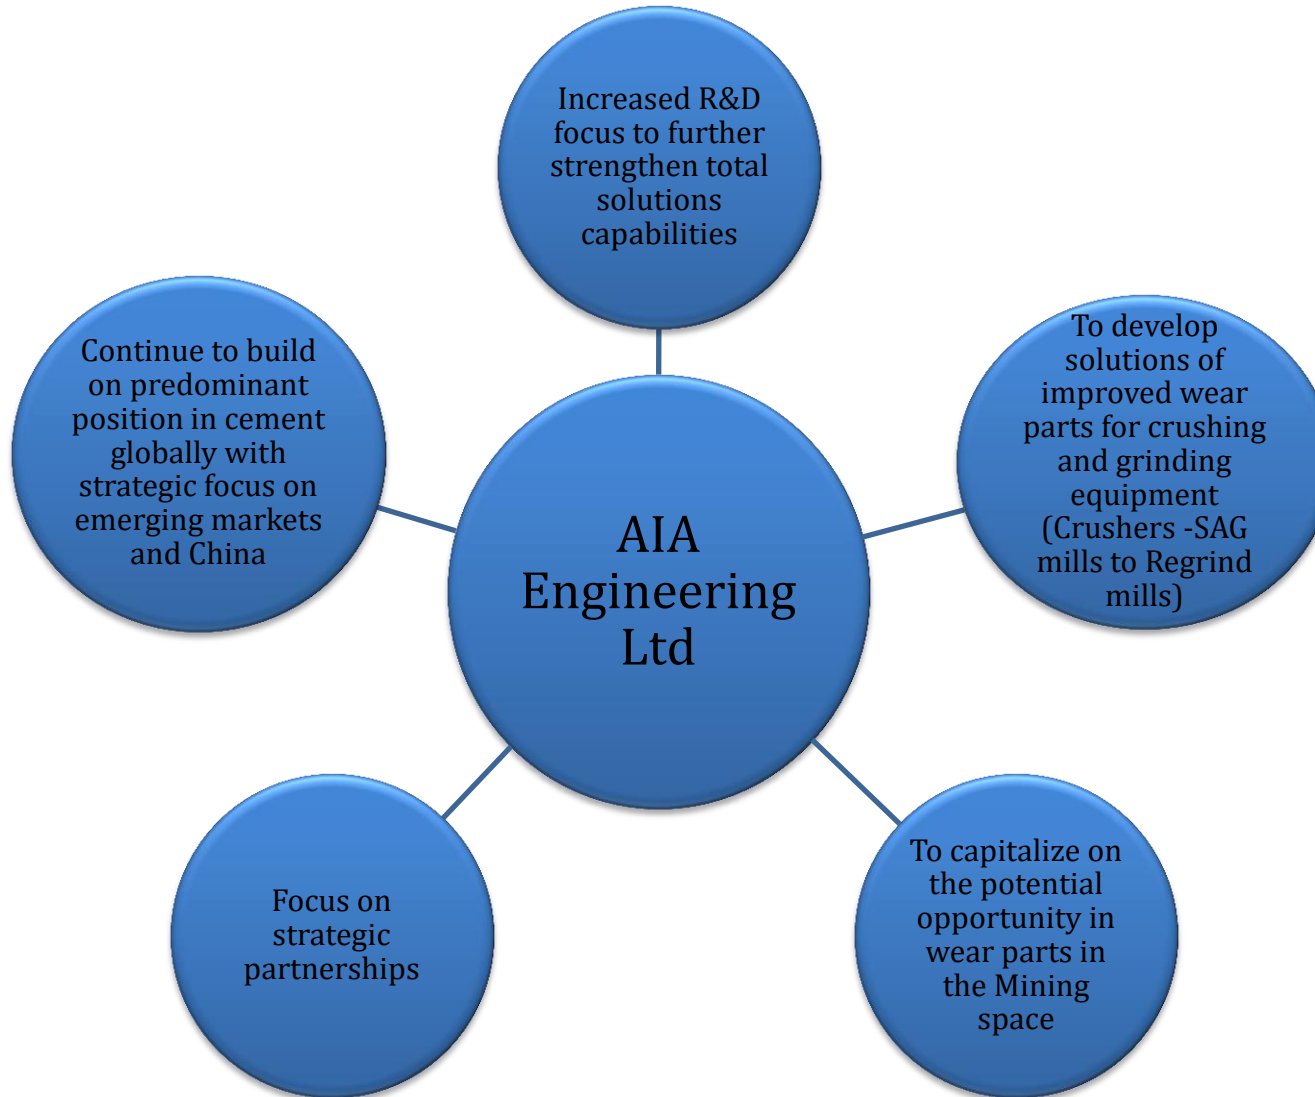 Increased R&D
focus to further
strengthen total
solutions
capabilities
To develop
solutions of
improved wear
parts for crushing
and grinding
equipment
(Crushers -SAG
mills to Regrind
mills)
To capitalize on
the potential
opportunity in
wear parts in
the Mining
space
Focus on
strategic
partnerships
Continue to build
on predominant
position in cement
globally with
strategic focus on
emerging markets
and China
AIA
Engineering
Ltd